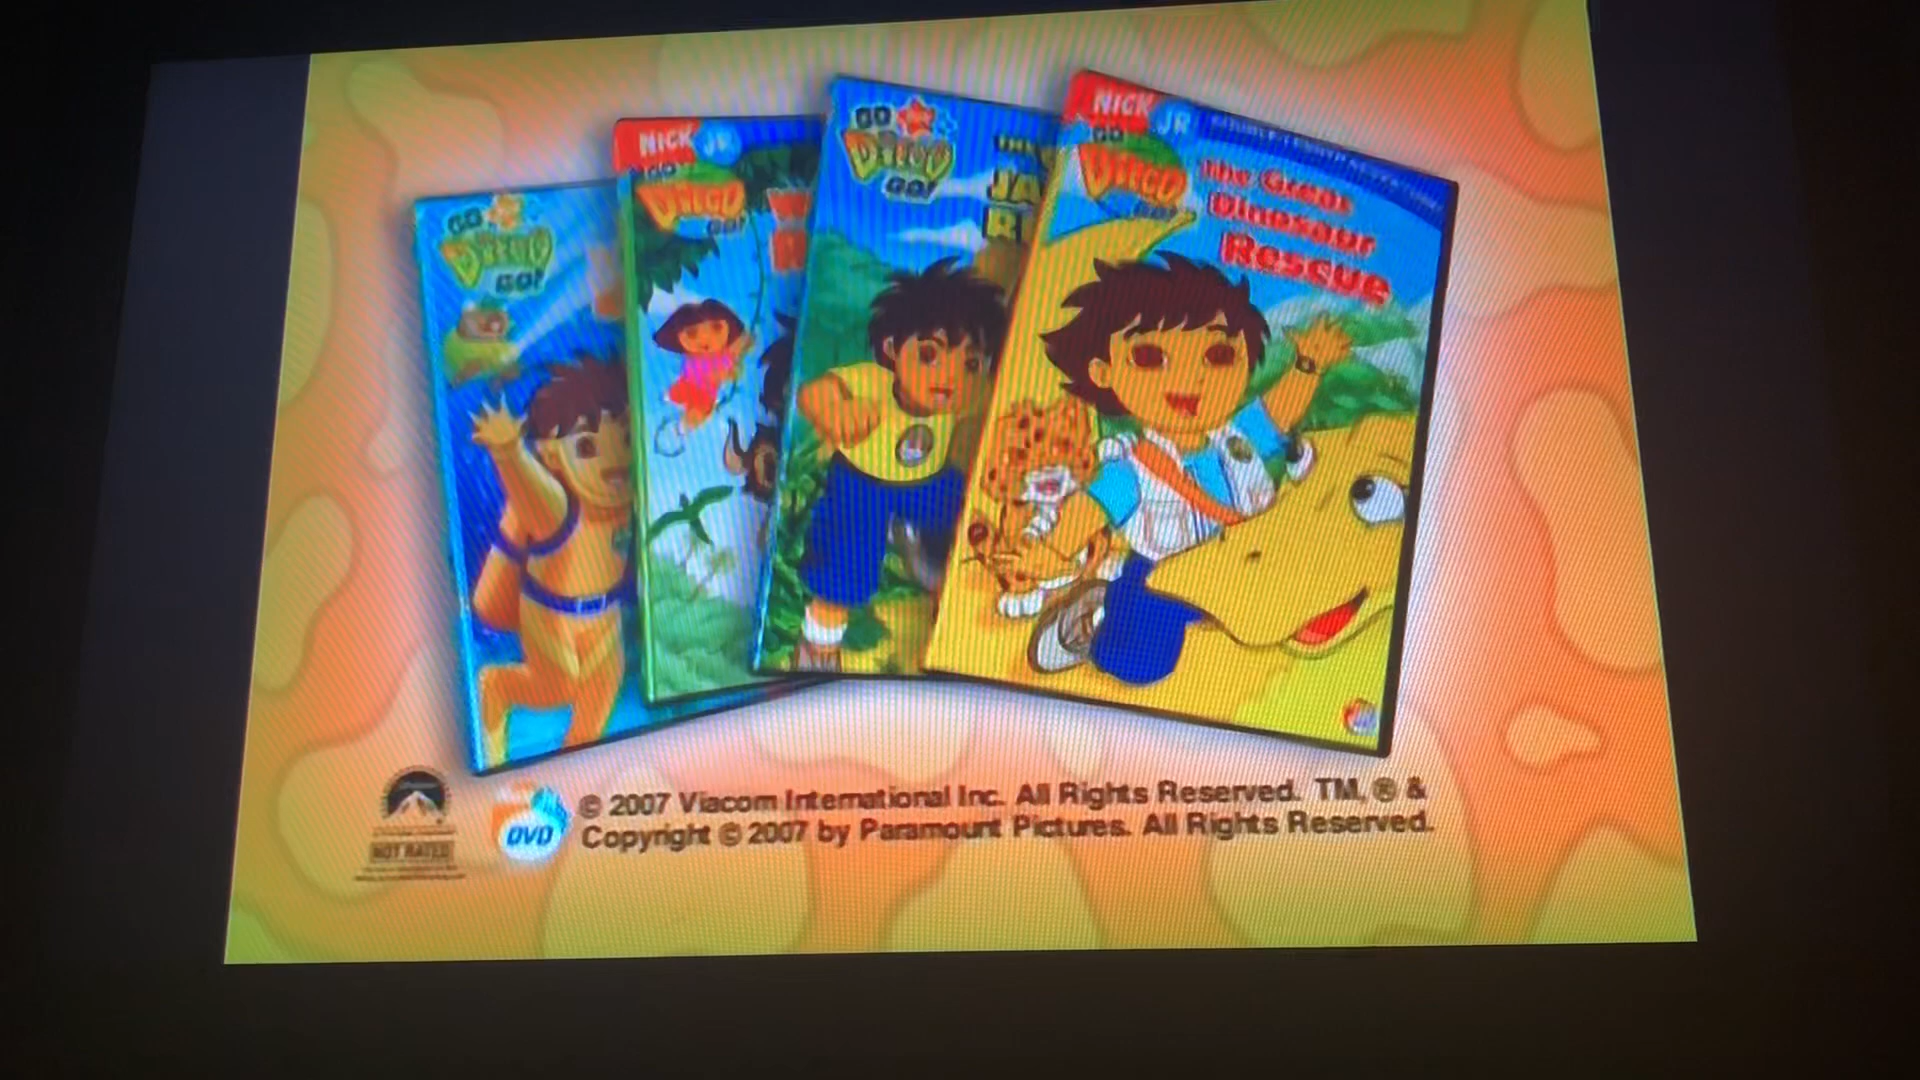 NICK JR
GO
DIEGO
GO!
The Great
Dinosaur
Rescue
GO
DIEGO
GO!
JA
R
NICK JR
GO
DIEGO
GO!
GO
DIEGO
GO!
NOT RATED
DVD
© 2007 Viacom International Inc. All Rights Reserved. TM, ® &
Copyright © 2007 by Paramount Pictures. All Rights Reserved.